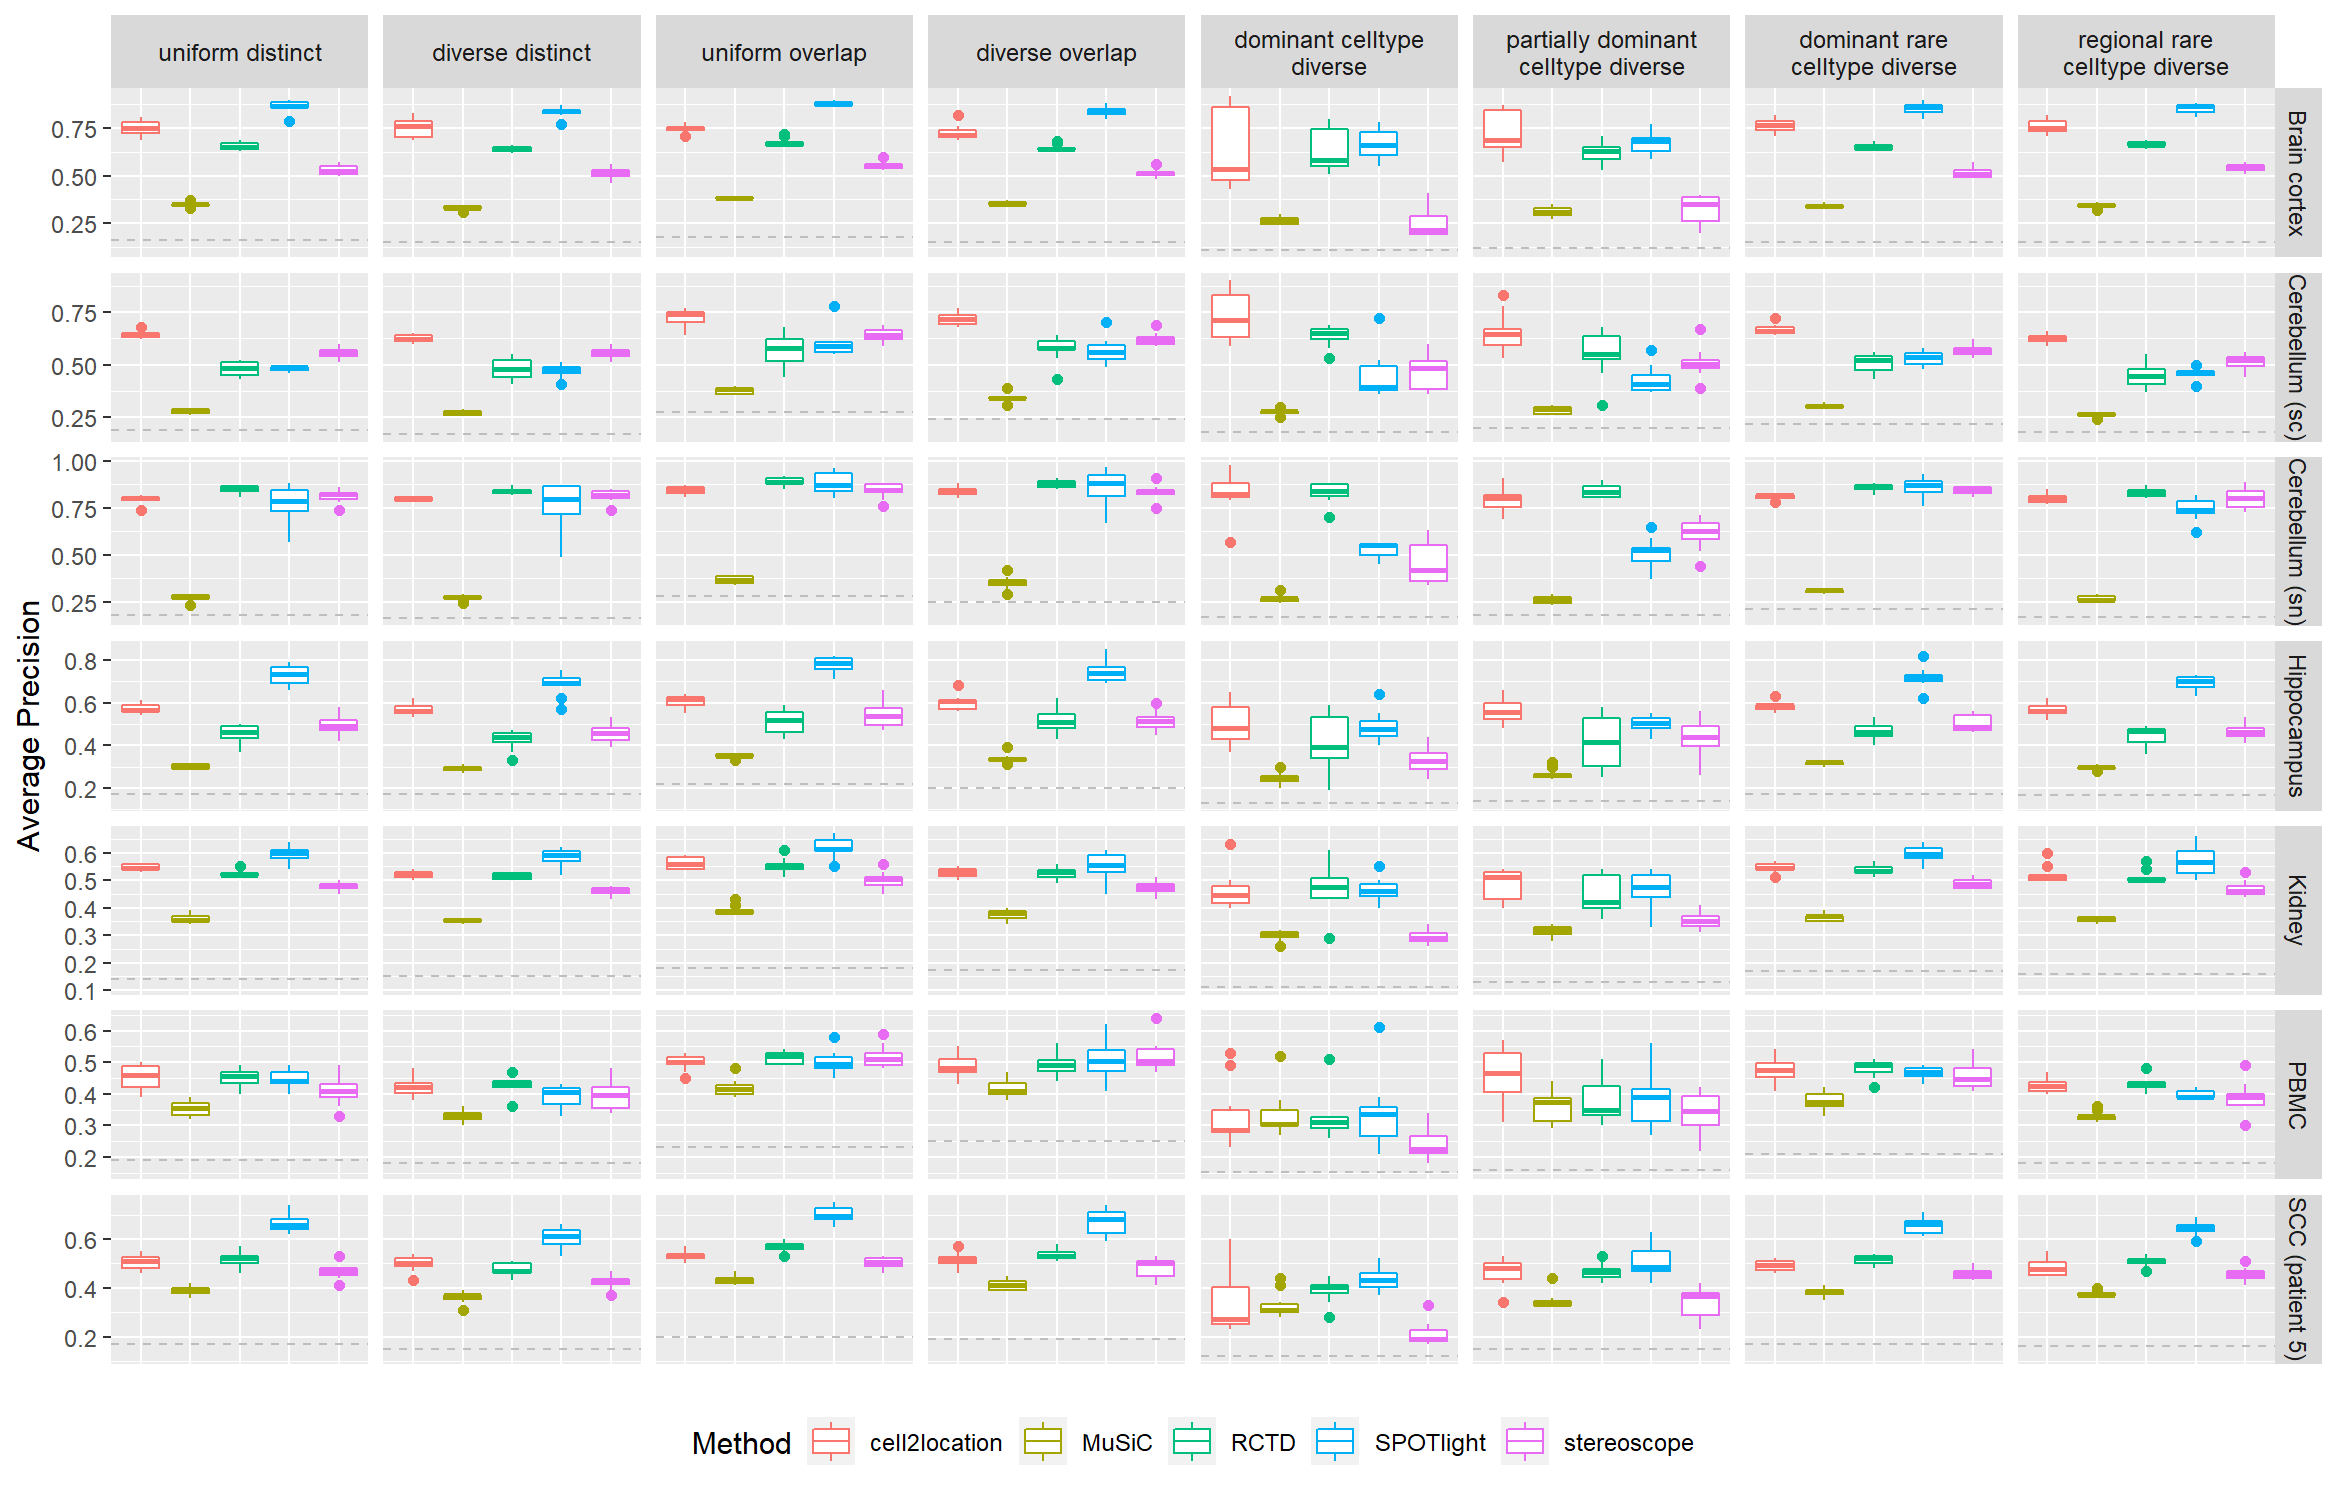 uniform distinct
diverse distinct
uniform overlap
diverse overlap
dominant celltype
diverse
partially dominant
celltype diverse
dominant rare
celltype diverse
regional rare
celltype diverse
Average Precision
0.75
0.50
0.25
Brain cortex
0.75
0.50
0.25
Cerebellum (sc)
1.00
0.75
0.50
0.25
Cerebellum (sn)
0.8
0.6
0.4
0.2
Hippocampus
0.6
0.5
0.4
0.3
0.2
0.1
Kidney
0.6
0.5
0.4
0.3
0.2
PBMC
0.6
0.4
0.2
SCC (patient 5)
Method
cell2location
MuSiC
RCTD
SPOTlight
stereoscope